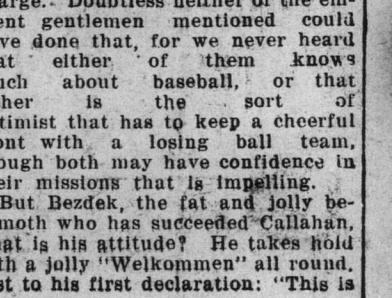 arge. Doubtless neither of the em-
ent gentlemen mentioned could
ve done that, for we never heard
at either of them knows
uch about baseball, or that
her is the sort of
timist that has to keep a cheerful
ont with a losing ball team,
ough both may have confidence in
eir missions that is impelling.
But Bezdek, the fat and jolly be-
moth who has succeeded Callahan,
at is his attitude? He takes hold
th a jolly "Welkommen" all round.
st to his first declaration: "This is